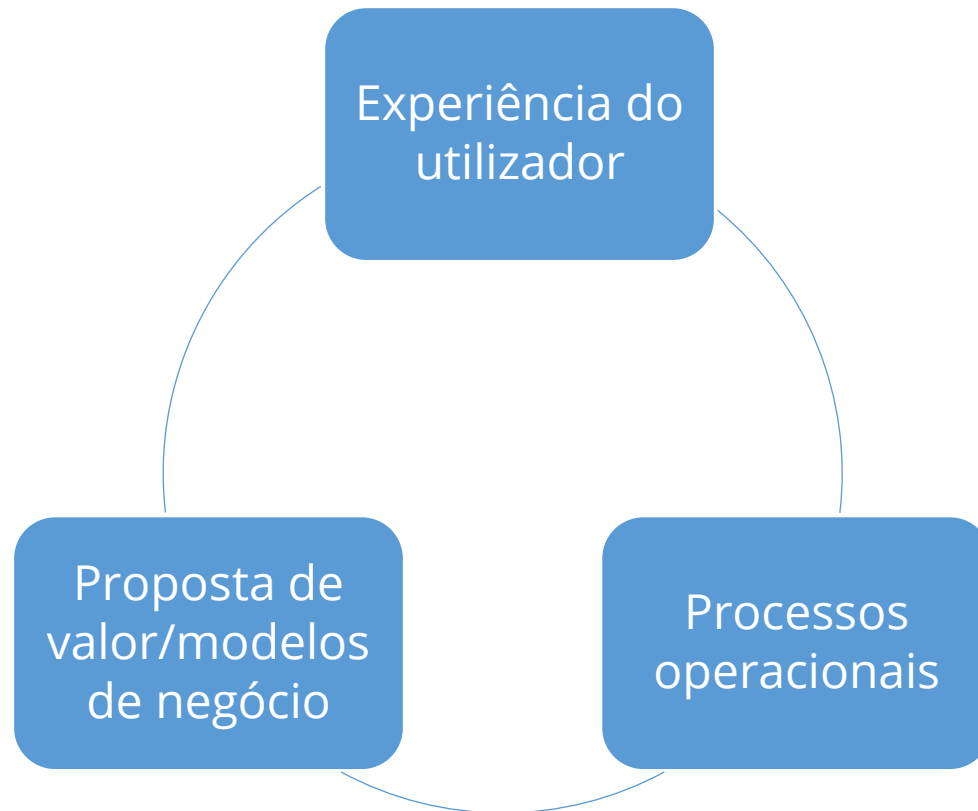 Experiência do
utilizador
Proposta de
valor/modelos
de negócio
Processos
operacionais